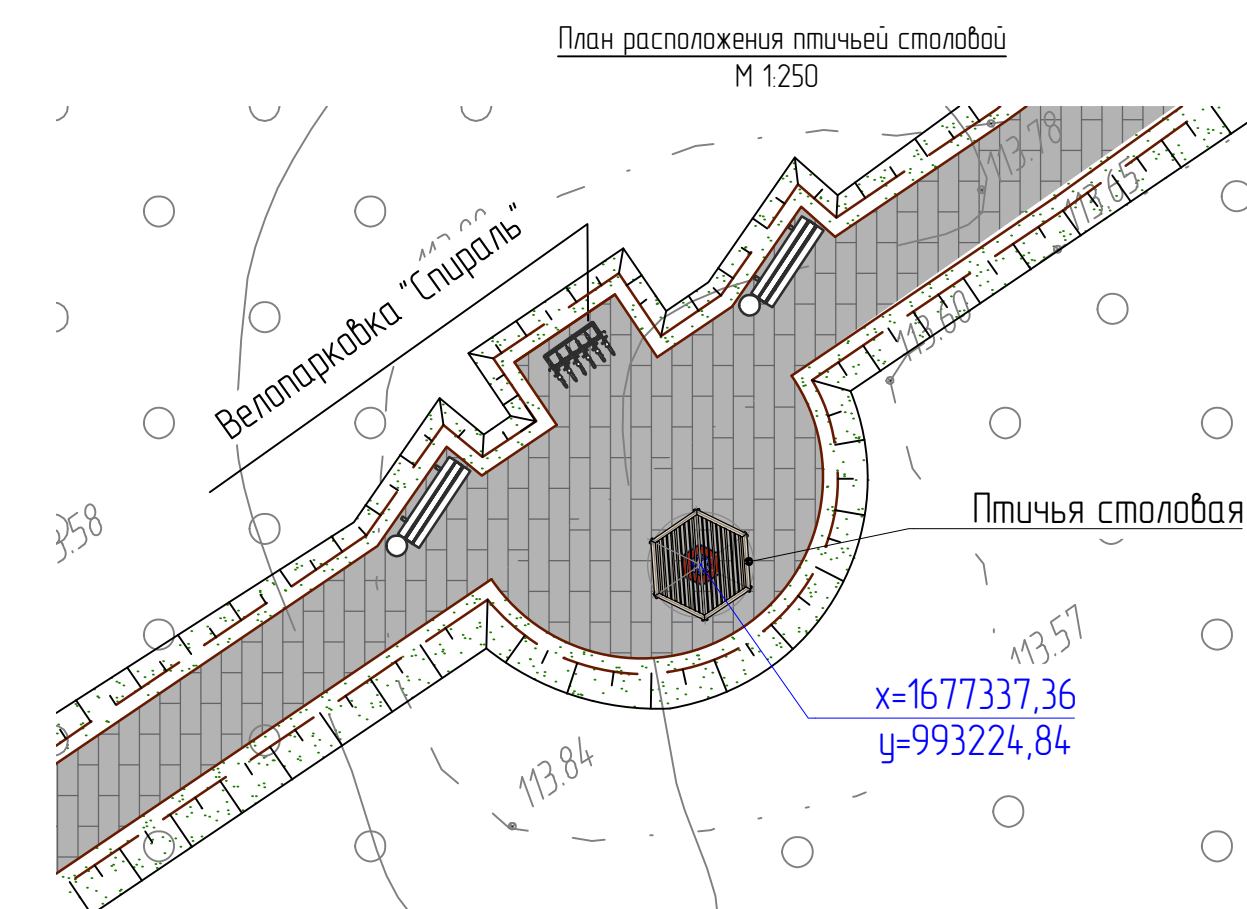 План расположения птичьей столовой
М 1:250
113.78
113.65
Велопарковка "Спираль"
113.60
Птичья столовая
113.57
x=1677337,36
y=993224,84
113.84